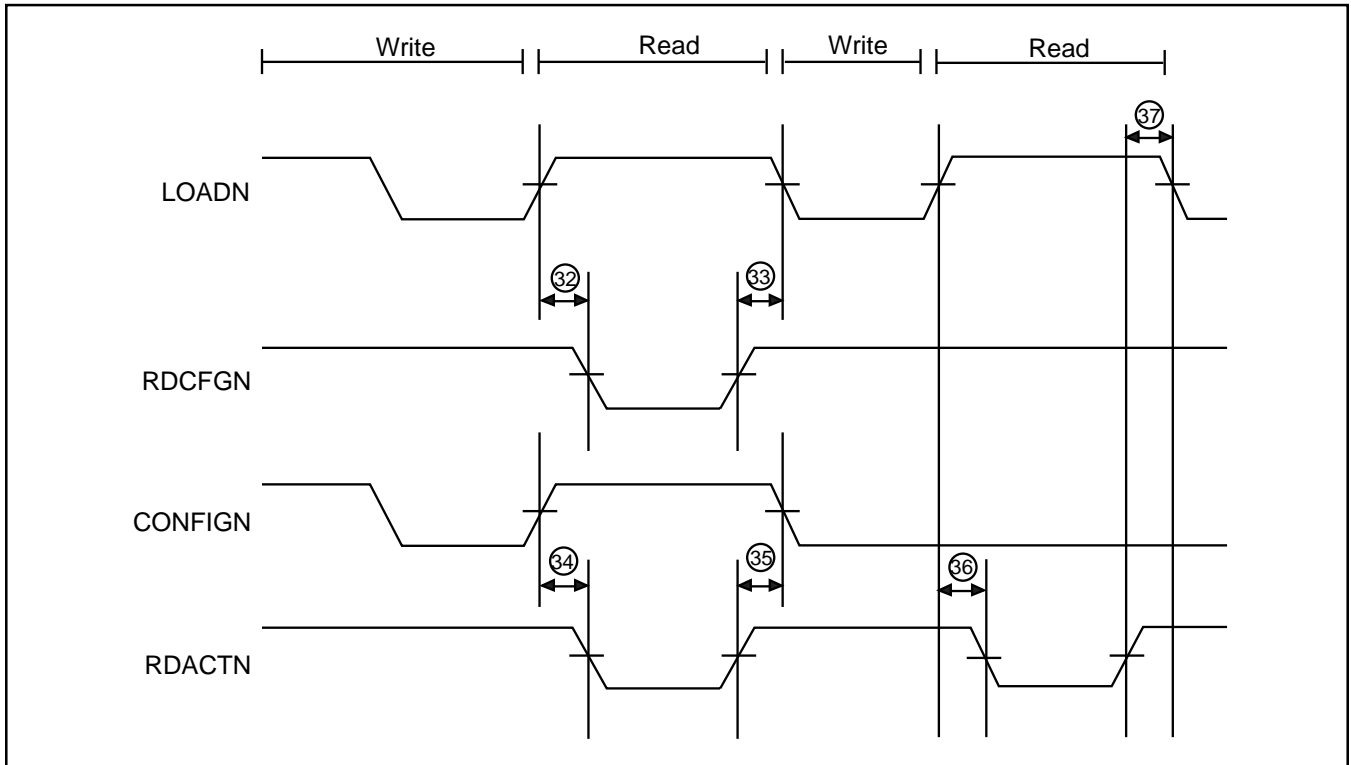 Write
Read
Write
Read
37
LOADN
32
33
RDCFGN
CONFIGN
34
35
36
RDACTN